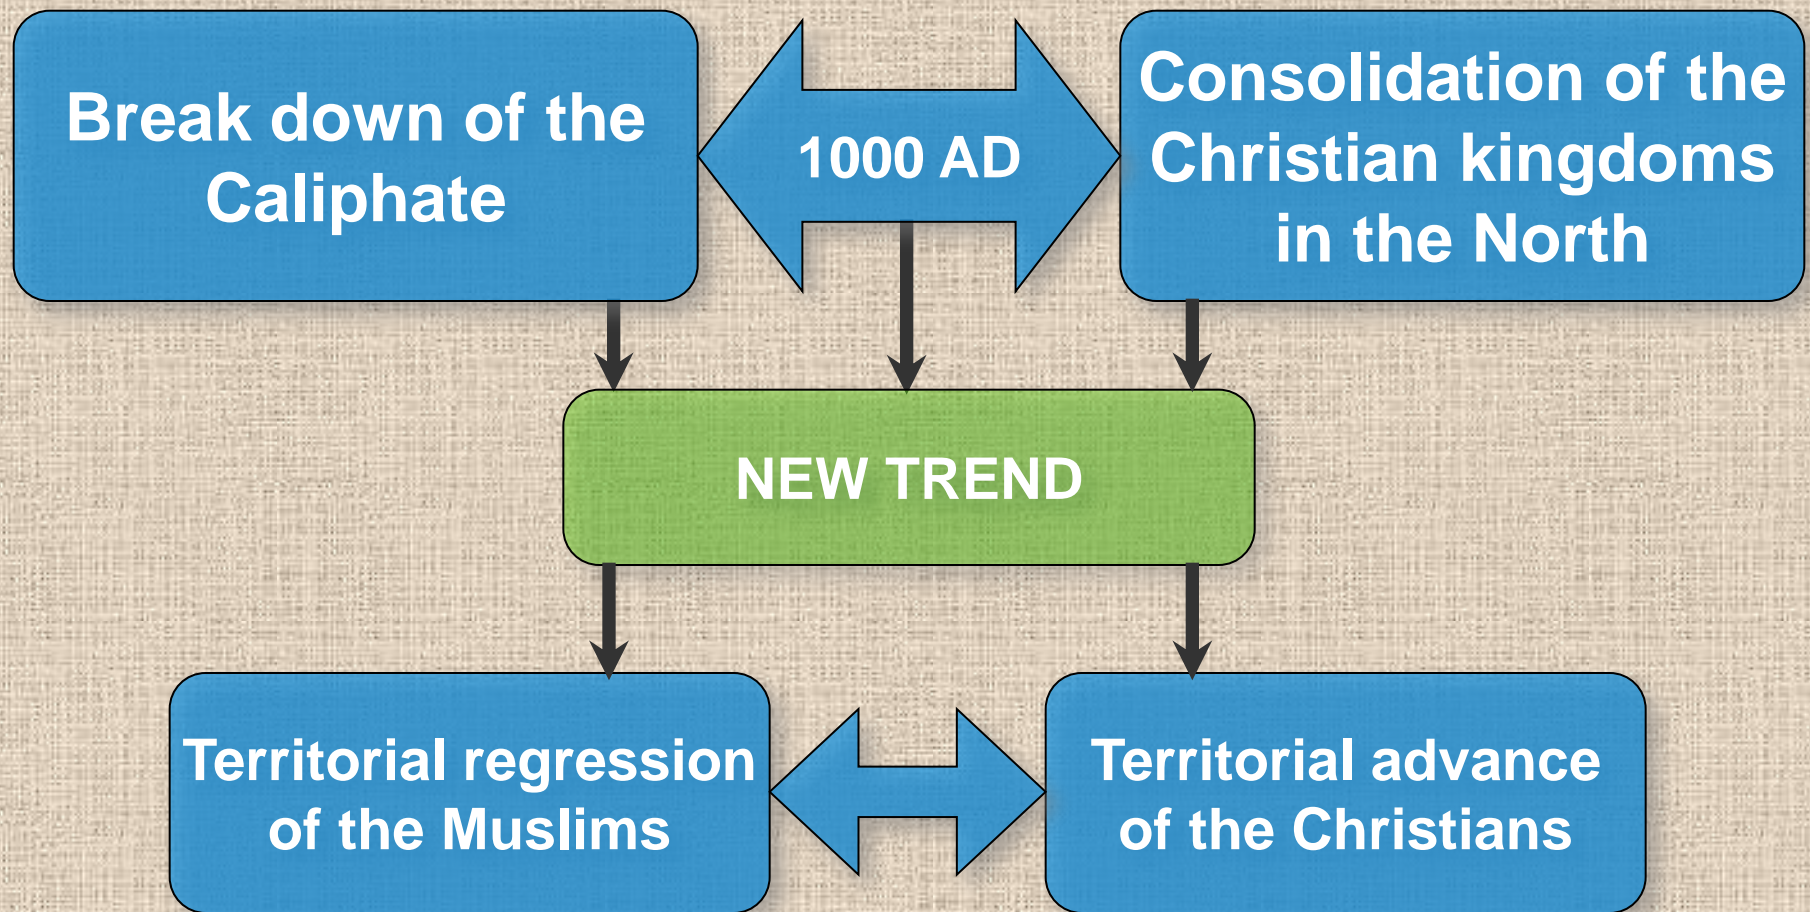 Break down of the
Caliphate
1000 AD
Consolidation of the
Christian kingdoms
in the North
NEW TREND
Territorial regression
of the Muslims
Territorial advance
of the Christians